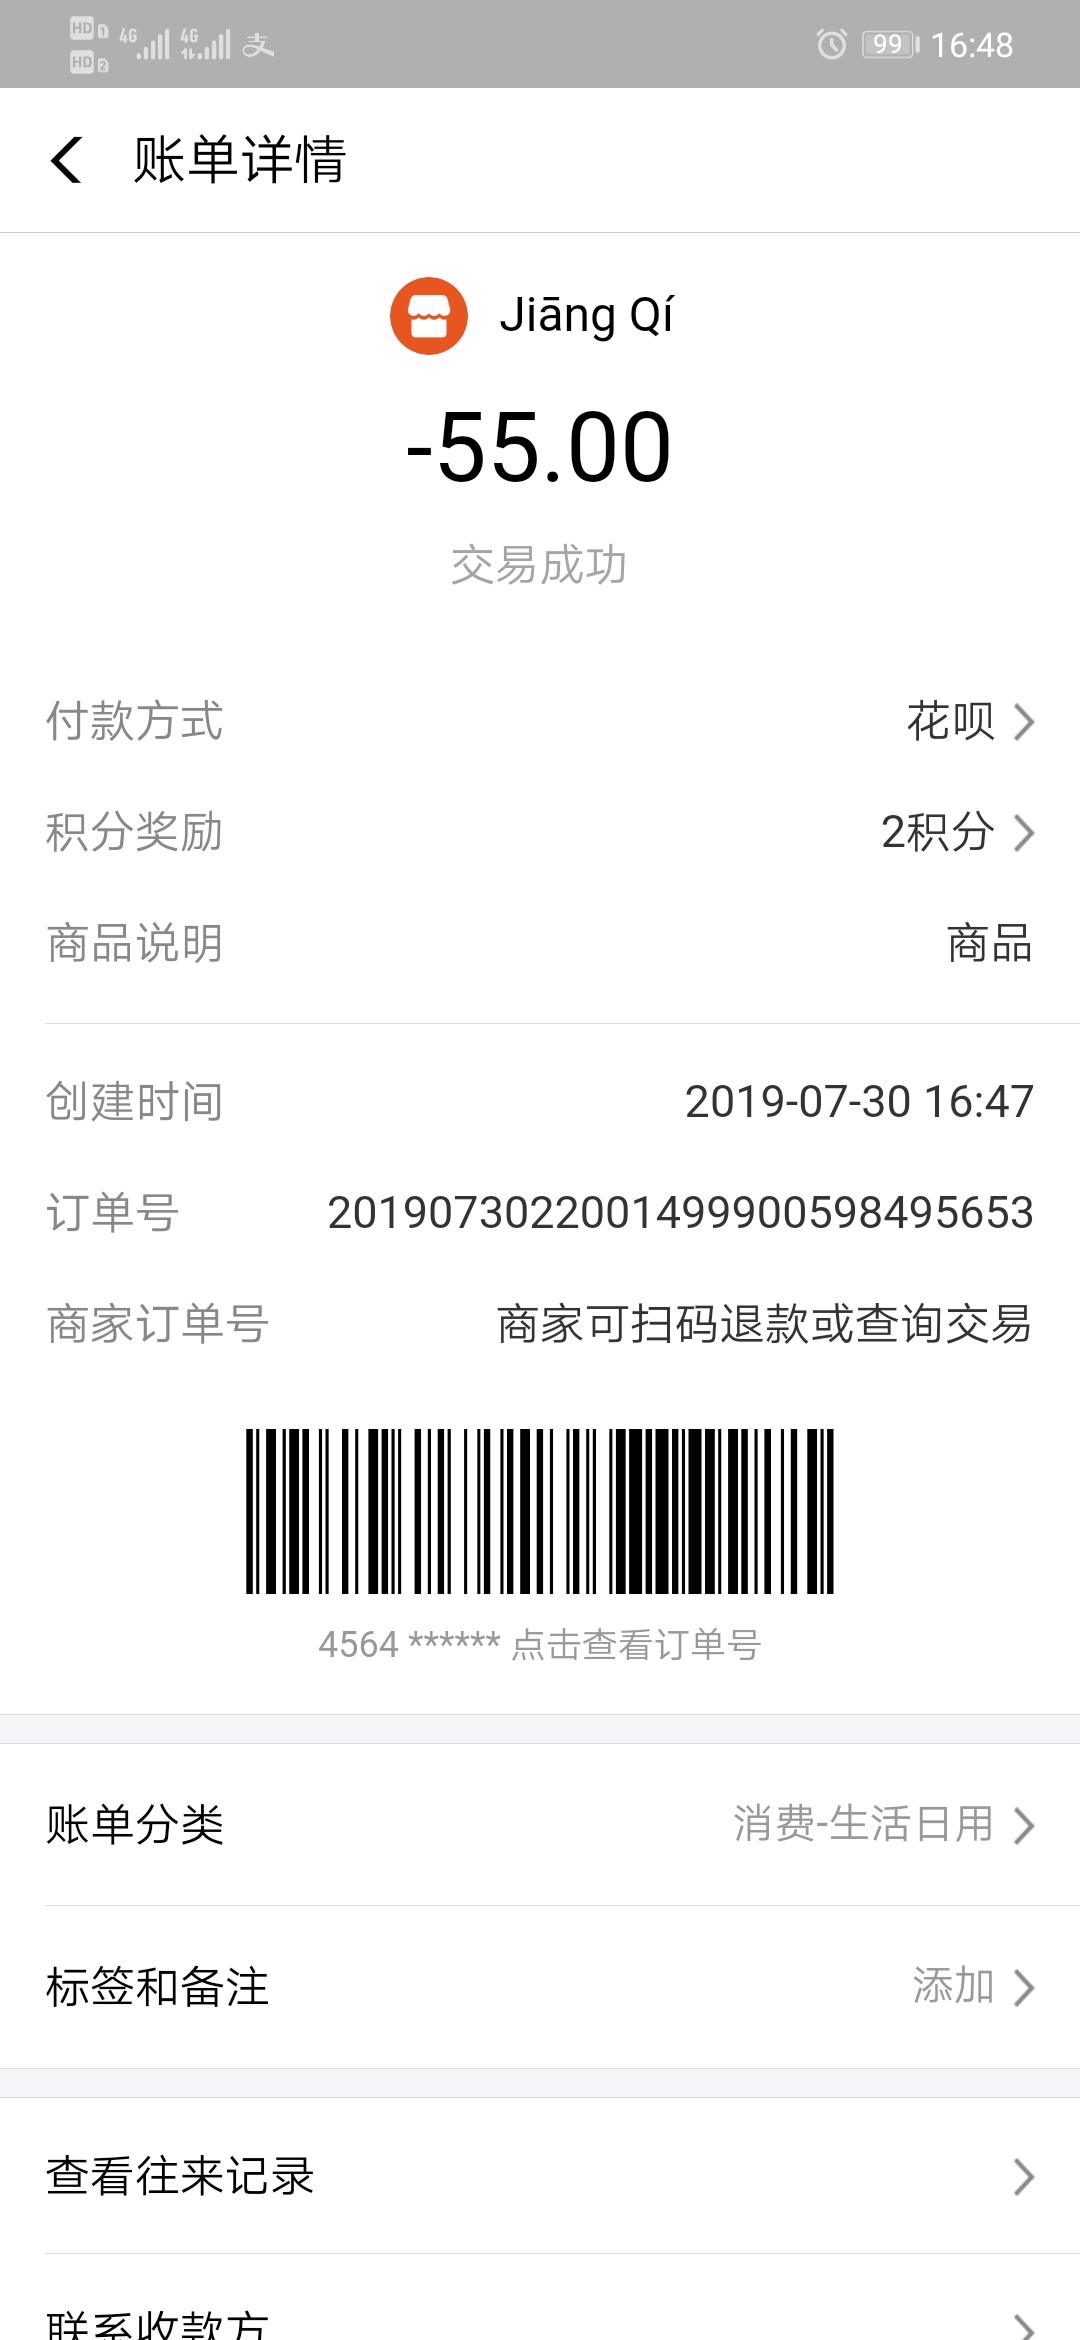 HD 1 4G 4G 支
HD 2
99 16:48
账单详情
Jiāng Qí
-55.00
交易成功
付款方式 花呗
积分奖励 2积分
商品说明 商品
创建时间 2019-07-30 16:47
订单号 2019073022001499900598495653
商家订单号 商家可扫码退款或查询交易
4564 ****** 点击查看订单号
账单分类 消费-生活日用
标签和备注 添加
查看往来记录
联系收款方